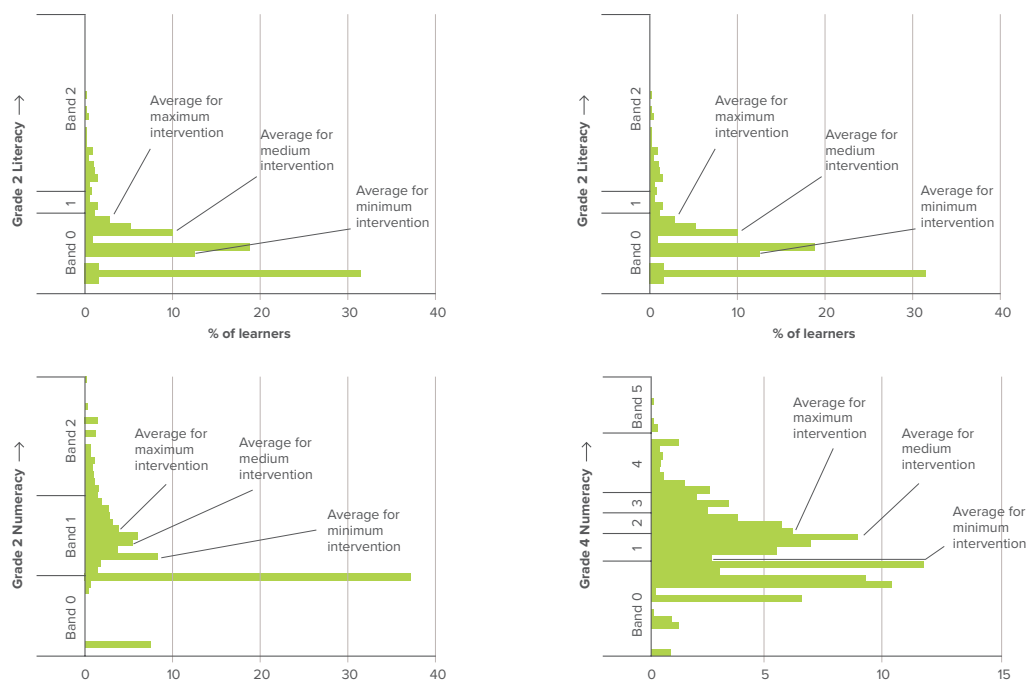 Grade 2 Literacy →
Band 2
1
Band 0
Average for
maximum
intervention
Average for
medium
intervention
Average for
minimum
intervention
0 10 20 30 40
% of learners
Grade 2 Literacy →
Band 2
1
Band 0
Average for
maximum
intervention
Average for
medium
intervention
Average for
minimum
intervention
0 10 20 30 40
% of learners
Grade 2 Numeracy →
Band 2
Band 1
Band 0
Average for
maximum
intervention
Average for
medium
intervention
Average for
minimum
intervention
0 10 20 30 40
Grade 4 Numeracy →
Band 5
4
3
2
1
Band 0
Average for
maximum
intervention
Average for
medium
intervention
Average for
minimum
intervention
0 5 10 15